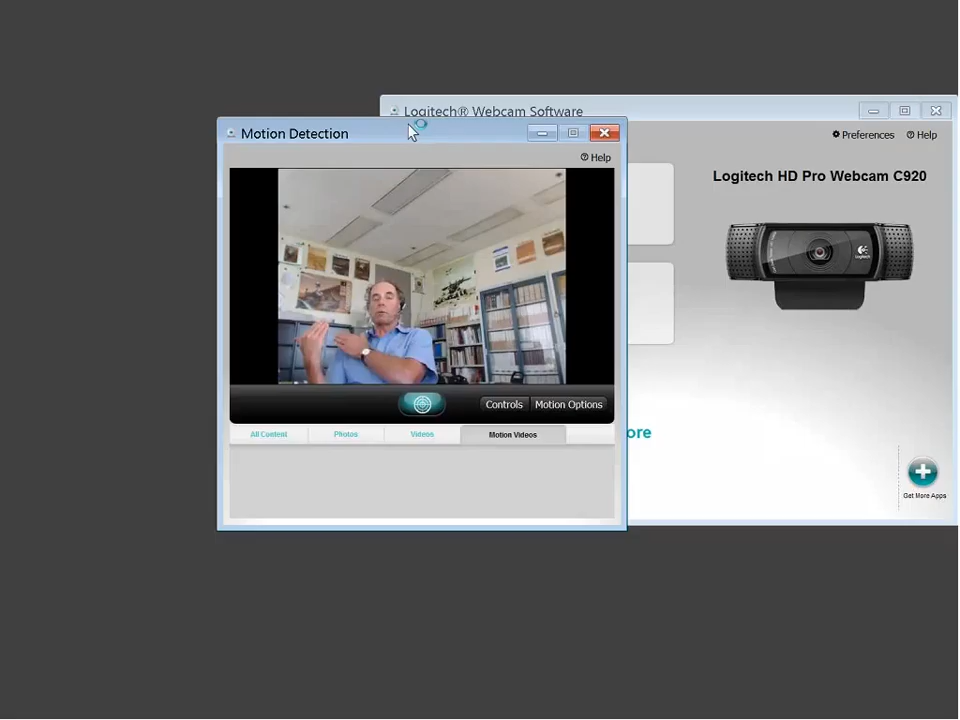 Logitech® Webcam Software
Motion Detection
Preferences
Help
Help
Logitech HD Pro Webcam C920
Logitech
Controls
Motion Options
ore
All Content
Photos
Videos
Motion Videos
Get More Apps